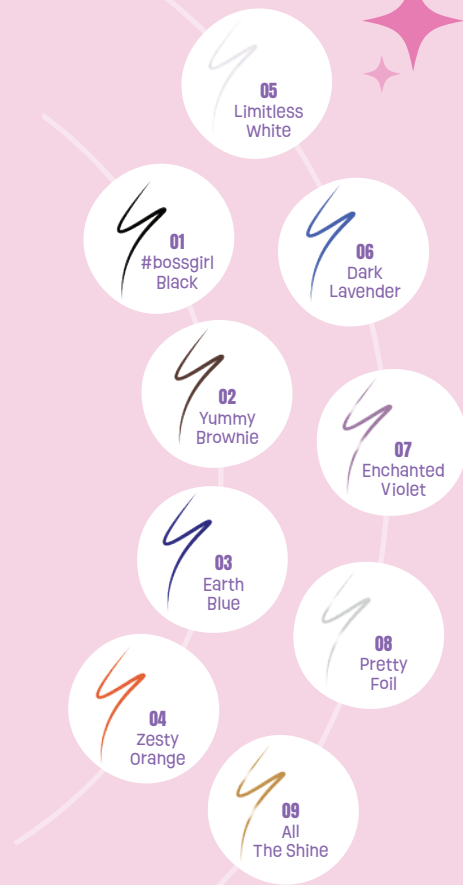 05
Limitless
White
01
#bossgirl
Black
06
Dark
Lavender
02
Yummy
Brownie
07
Enchanted
Violet
03
Earth
Blue
08
Pretty
Foil
04
Zesty
Orange
09
All
The Shine